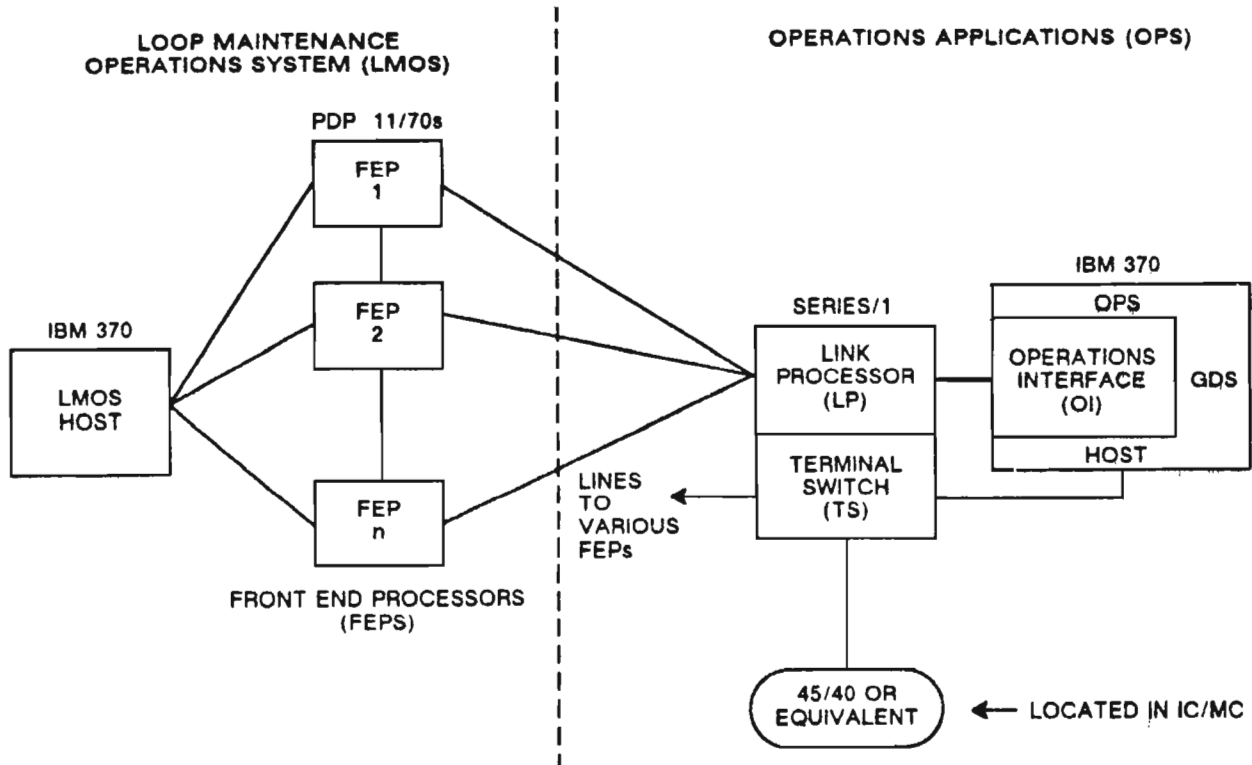 LOOP MAINTENANCE
OPERATIONS SYSTEM (LMOS)
OPERATIONS APPLICATIONS (OPS)
PDP 11/70s
FEP
1
FEP
2
FEP
n
FRONT END PROCESSORS
(FEPS)
IBM 370
LMOS
HOST
SERIES/1
LINK
PROCESSOR
(LP)
TERMINAL
SWITCH
(TS)
LINES
TO
VARIOUS
FEPs
IBM 370
OPS
OPERATIONS
INTERFACE
(OI)
GDS
HOST
45/40 OR
EQUIVALENT
LOCATED IN IC/MC